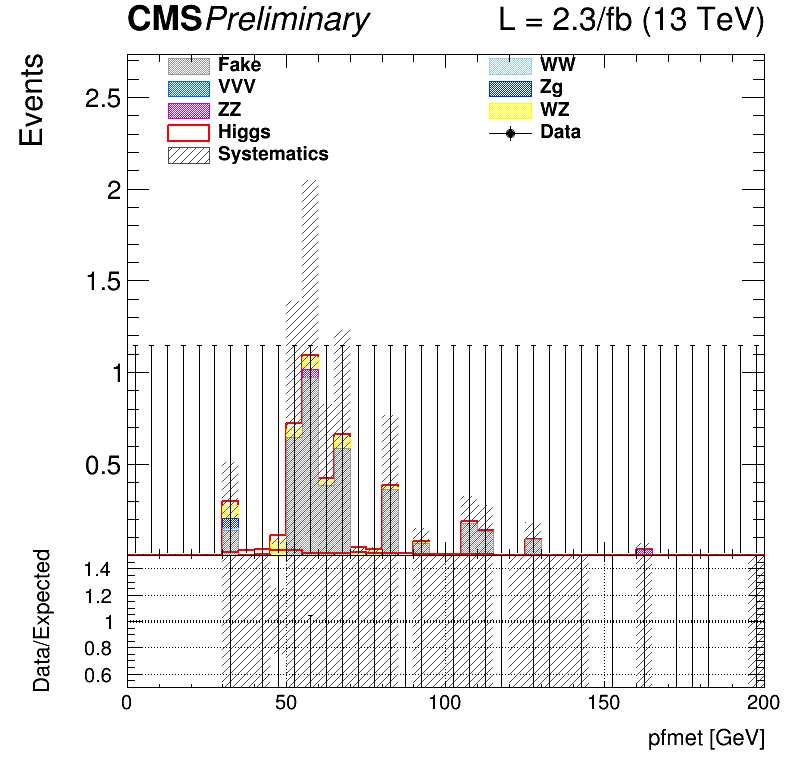 CMS Preliminary L = 2.3/fb (13 TeV)
Events
Fake WW
VVV Zg
ZZ WZ
Higgs Data
Systematics
2.5
2
1.5
1
0.5
Data/Expected
1.4
1.2
1
0.8
0.6
0 50 100 150 200
pfmet [GeV]